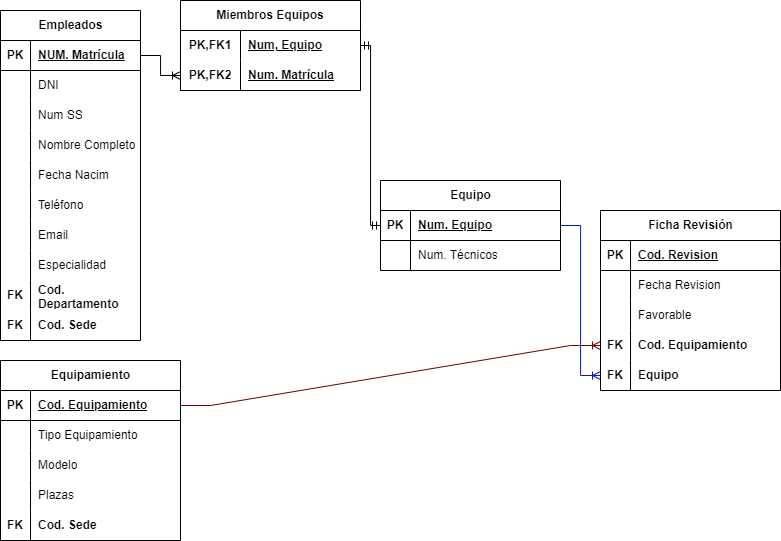 Empleados
PK NUM. Matrícula
DNI
Num SS
Nombre Completo
Fecha Nacim
Teléfono
Email
Especialidad
FK Cod.
Departamento
FK Cod. Sede
Miembros Equipos
PK,FK1 Num, Equipo
PK,FK2 Num. Matrícula
Equipo
PK Num. Equipo
Num. Técnicos
Ficha Revisión
PK Cod. Revision
Fecha Revision
Favorable
FK Cod. Equipamiento
FK Equipo
Equipamiento
PK Cod. Equipamiento
Tipo Equipamiento
Modelo
Plazas
FK Cod. Sede